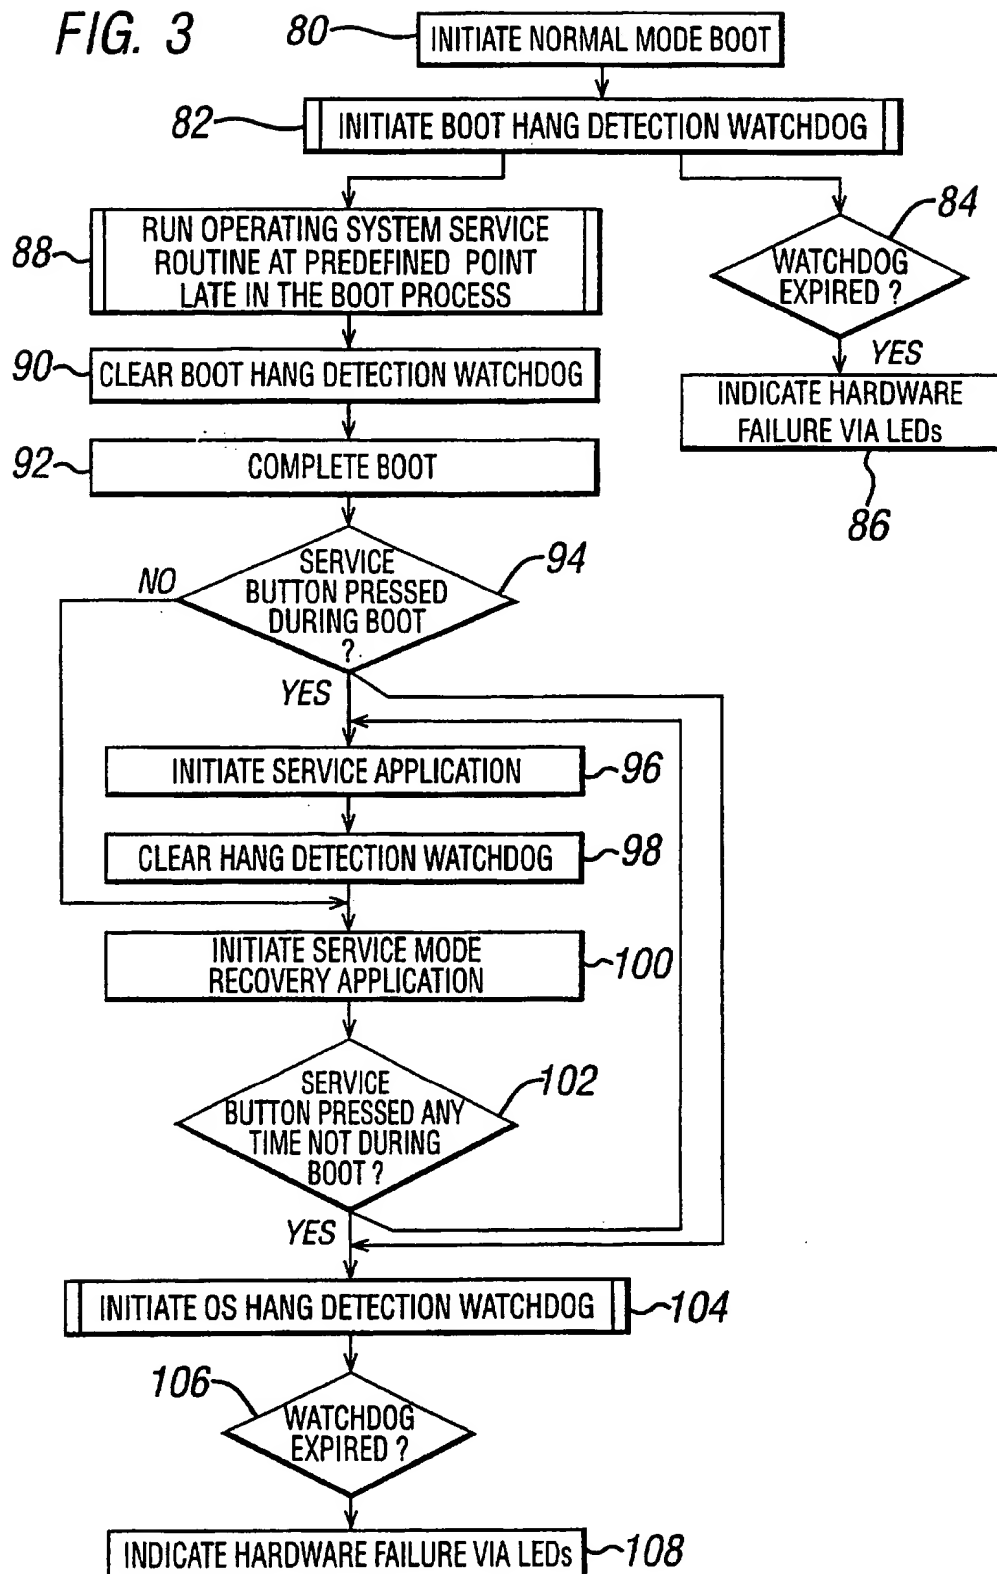 FIG. 3
80
INITIATE NORMAL MODE BOOT
82
INITIATE BOOT HANG DETECTION WATCHDOG
88
RUN OPERATING SYSTEM SERVICE
ROUTINE AT PREDEFINED POINT
LATE IN THE BOOT PROCESS
84
WATCHDOG
EXPIRED ?
YES
90
CLEAR BOOT HANG DETECTION WATCHDOG
INDICATE HARDWARE
FAILURE VIA LEDs
86
92
COMPLETE BOOT
94
SERVICE
BUTTON PRESSED
DURING BOOT
?
NO
YES
INITIATE SERVICE APPLICATION
96
CLEAR HANG DETECTION WATCHDOG
98
INITIATE SERVICE MODE
RECOVERY APPLICATION
100
SERVICE
BUTTON PRESSED ANY
TIME NOT DURING
BOOT ?
102
YES
INITIATE OS HANG DETECTION WATCHDOG
104
106
WATCHDOG
EXPIRED ?
INDICATE HARDWARE FAILURE VIA LEDs
108